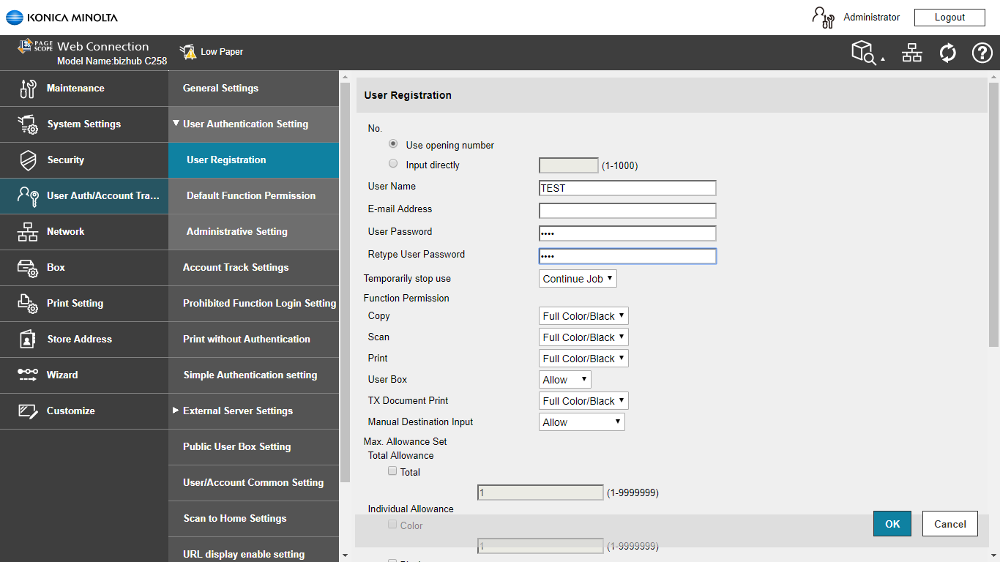 KONICA MINOLTA
Administrator
Logout
PAGE SCOPE Web Connection
Model Name:bizhub C258
Low Paper
Maintenance
System Settings
Security
User Auth/Account Tra...
Network
Box
Print Setting
Store Address
Wizard
Customize
General Settings
User Authentication Setting
User Registration
Default Function Permission
Administrative Setting
Account Track Settings
Prohibited Function Login Setting
Print without Authentication
Simple Authentication setting
External Server Settings
Public User Box Setting
User/Account Common Setting
Scan to Home Settings
URL display enable setting
User Registration
No.
Use opening number
Input directly (1-1000)
User Name TEST
E-mail Address
User Password ••••
Retype User Password ••••
Temporarily stop use Continue Job
Function Permission
Copy Full Color/Black
Scan Full Color/Black
Print Full Color/Black
User Box Allow
TX Document Print Full Color/Black
Manual Destination Input Allow
Max. Allowance Set
Total Allowance
Total
1 (1-9999999)
Individual Allowance
Color
1 (1-9999999)
OK
Cancel